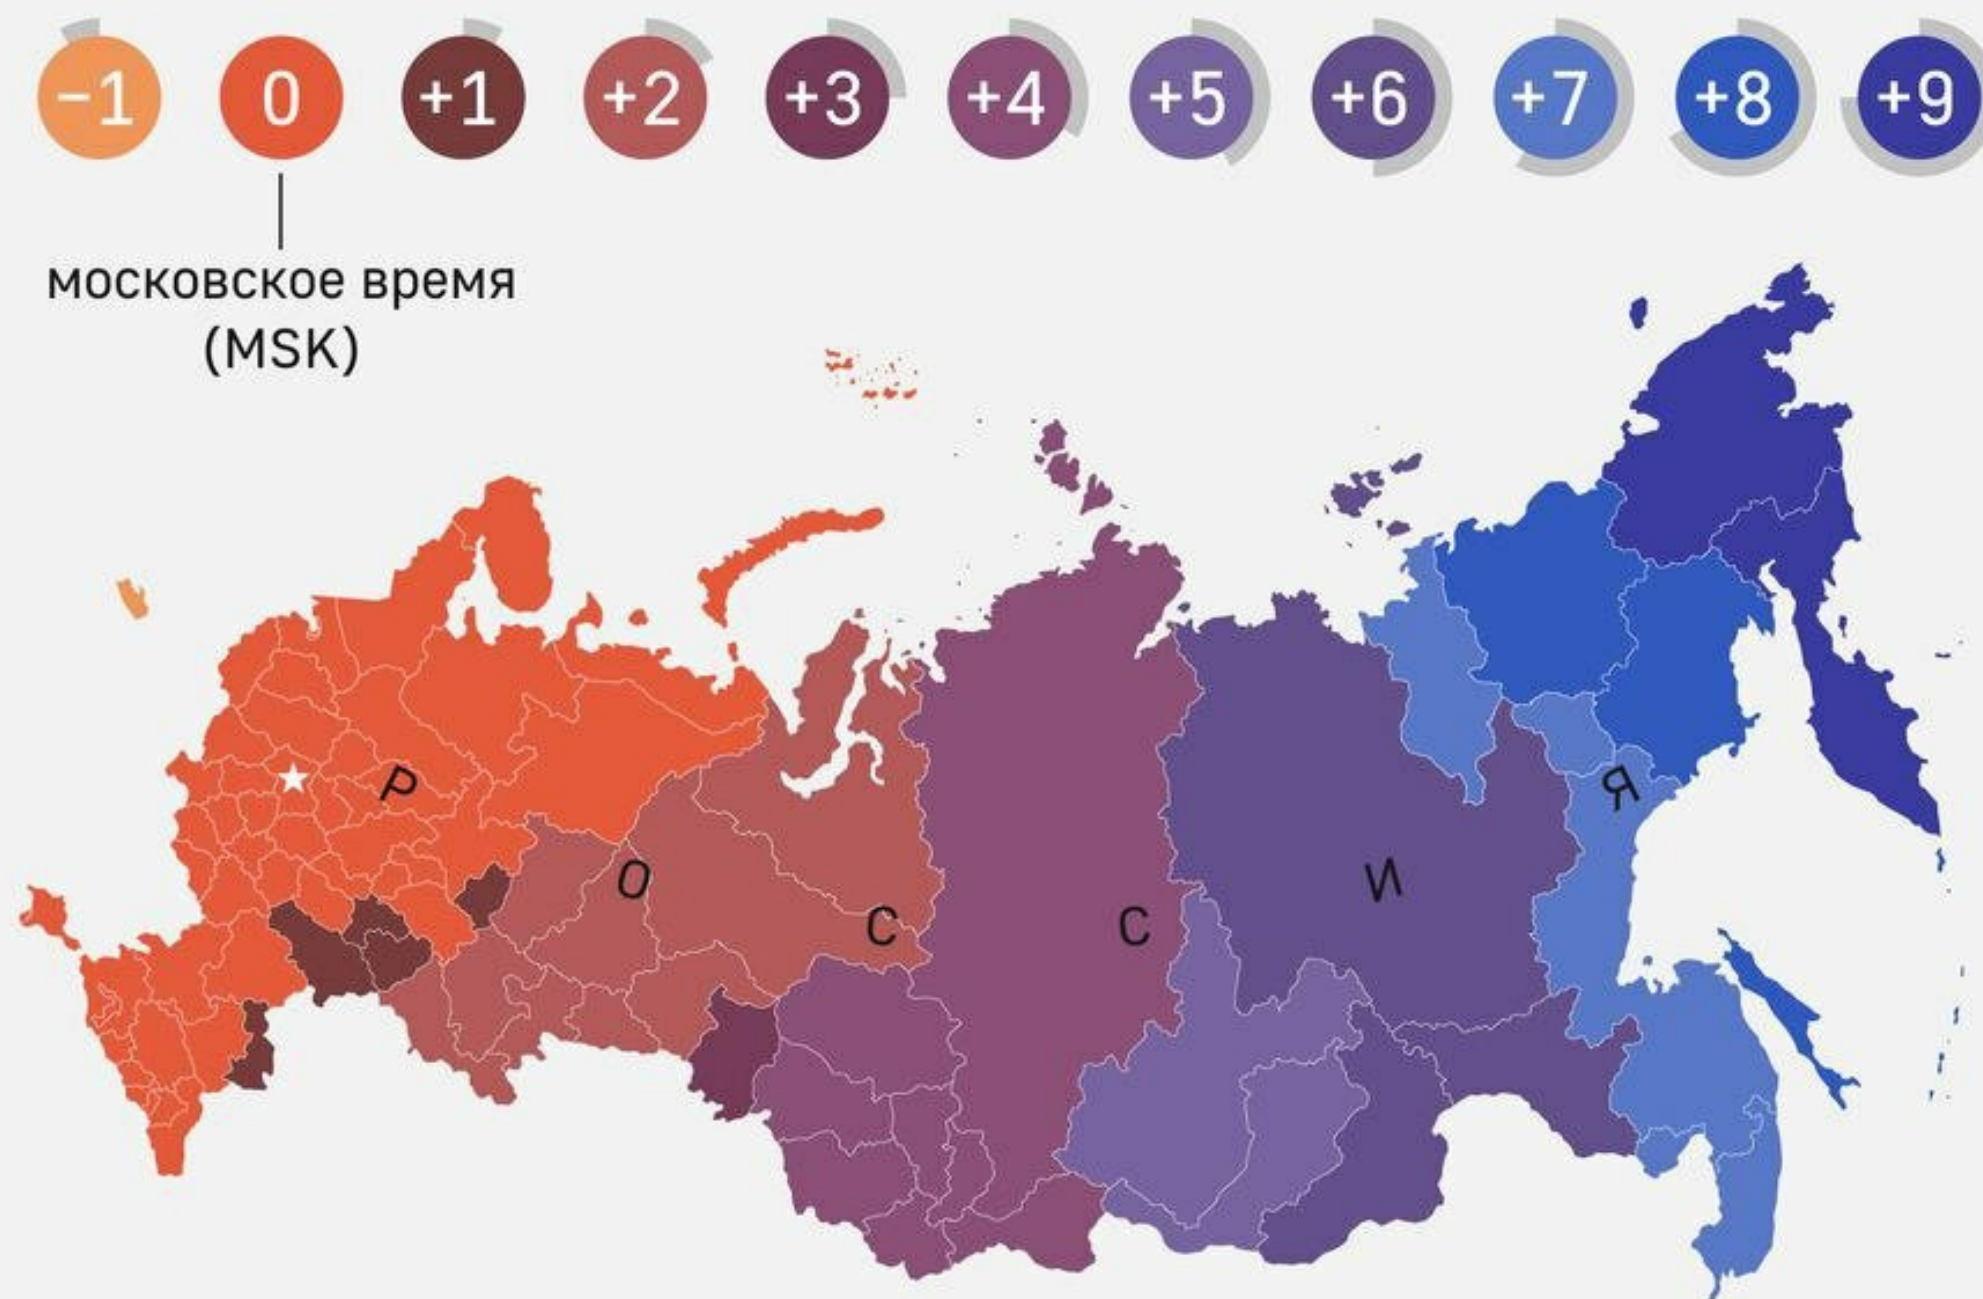 −1 0 +1 +2 +3 +4 +5 +6 +7 +8 +9
московское время
(MSK)
Р О С С И Я